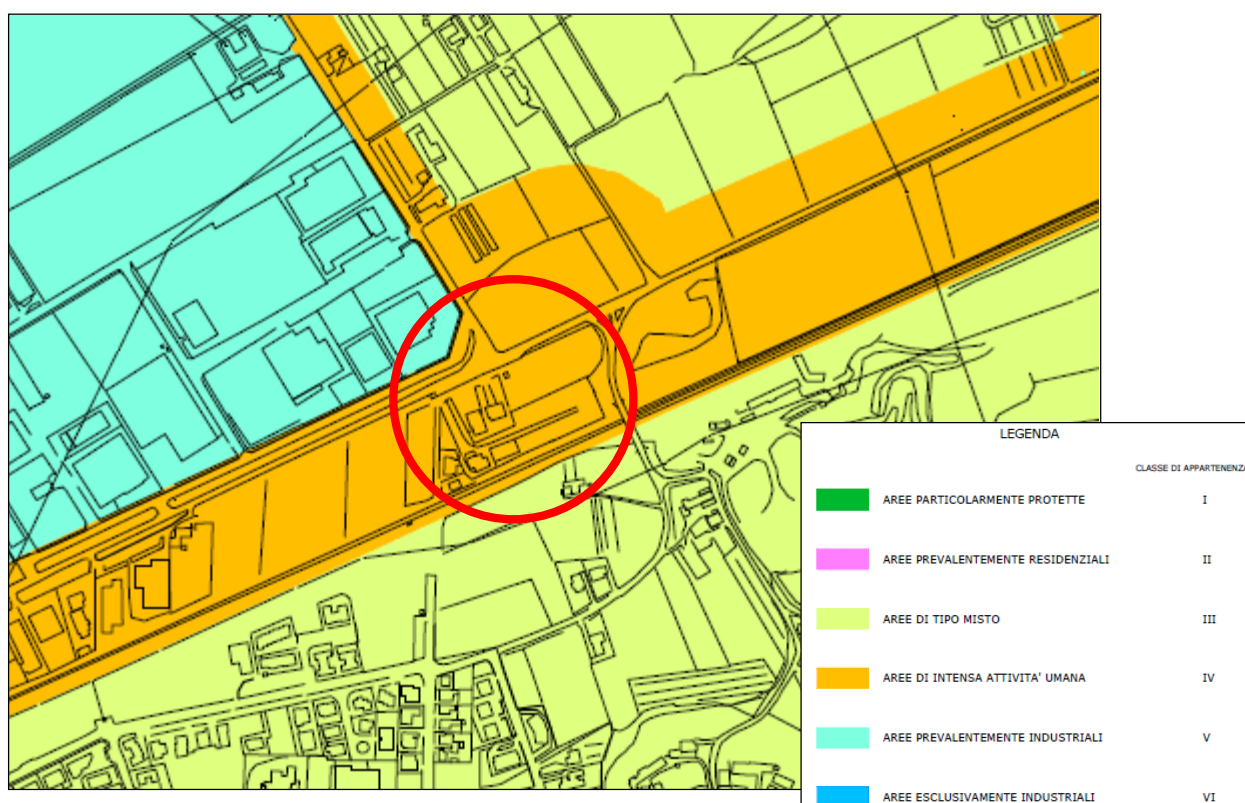 LEGENDA
CLASSE DI APPARTENENZA
AREE PARTICOLARMENTE PROTETTE I
AREE PREVALENTEMENTE RESIDENZIALI II
AREE DI TIPO MISTO III
AREE DI INTENSA ATTIVITA' UMANA IV
AREE PREVALENTEMENTE INDUSTRIALI V
AREE ESCLUSIVAMENTE INDUSTRIALI VI